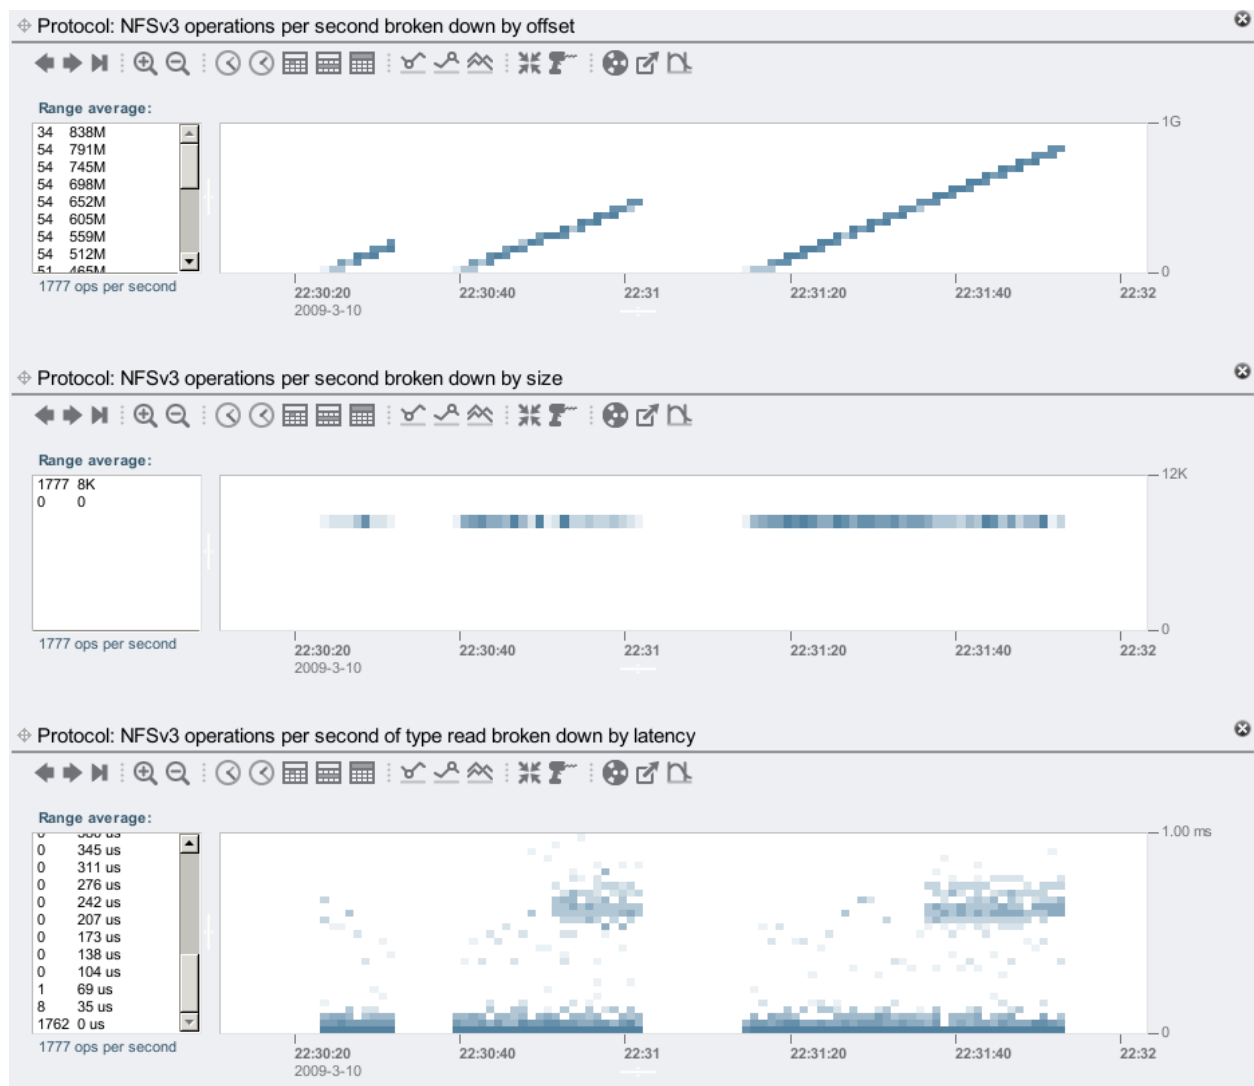 Protocol: NFSv3 operations per second broken down by offset
Range average:
34 838M
54 791M
54 745M
54 698M
54 652M
54 605M
54 559M
54 512M
51 465M
1777 ops per second
1G
0
22:30:20 22:30:40 22:31 22:31:20 22:31:40 22:32
2009-3-10
Protocol: NFSv3 operations per second broken down by size
Range average:
1777 8K
0 0
1777 ops per second
12K
0
22:30:20 22:30:40 22:31 22:31:20 22:31:40 22:32
2009-3-10
Protocol: NFSv3 operations per second of type read broken down by latency
Range average:
0 us
0 345 us
0 311 us
0 276 us
0 242 us
0 207 us
0 173 us
0 138 us
0 104 us
1 69 us
8 35 us
1762 0 us
1777 ops per second
1.00 ms
0
22:30:20 22:30:40 22:31 22:31:20 22:31:40 22:32
2009-3-10